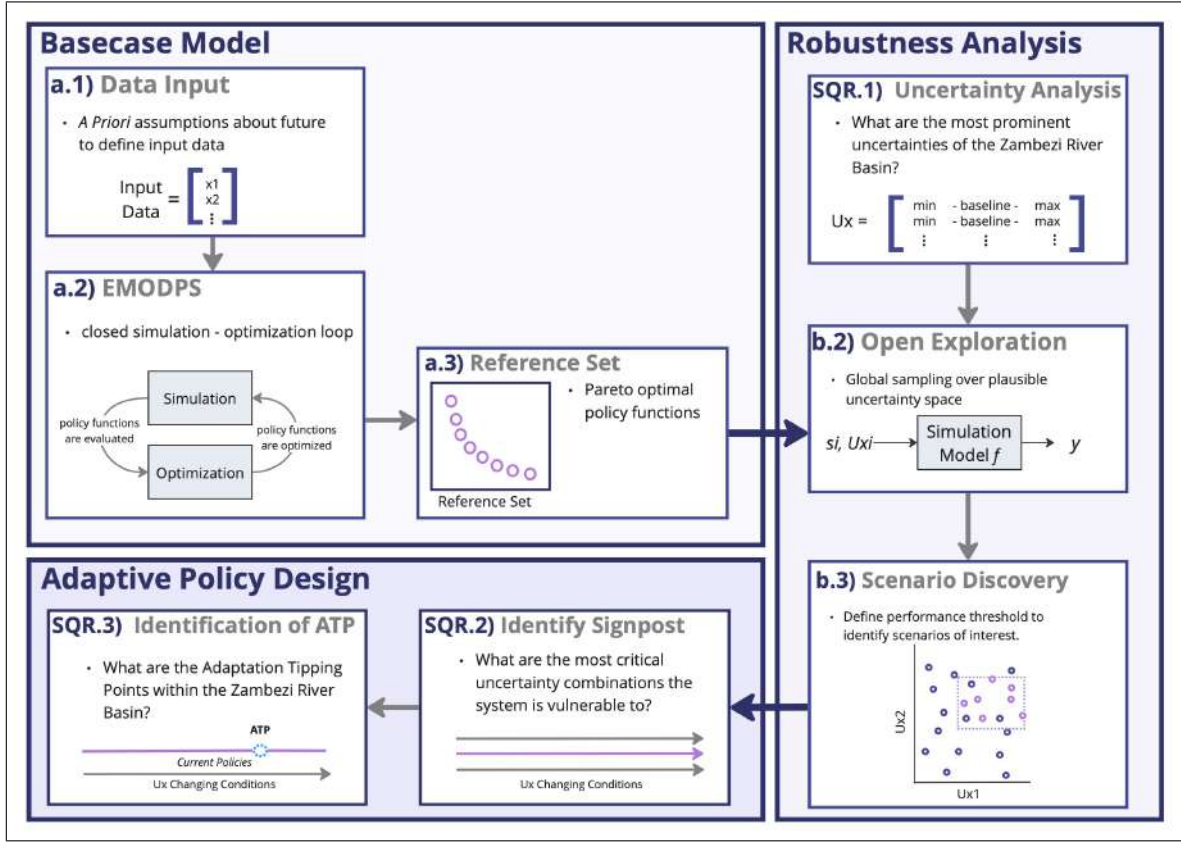 Basecase Model
a.1) Data Input
• A Priori assumptions about future
to define input data
Input
Data
=
x1
x2
⋮
a.2) EMODPS
• closed simulation - optimization loop
Simulation
policy functions
are evaluated
policy functions
are optimized
Optimization
a.3) Reference Set
• Pareto optimal
policy functions
Reference Set
Robustness Analysis
SQR.1) Uncertainty Analysis
• What are the most prominent
uncertainties of the Zambezi River
Basin?
Ux =
min - baseline - max
min - baseline - max
⋮ ⋮ ⋮
b.2) Open Exploration
• Global sampling over plausible
uncertainty space
si, Uxi
Simulation
Model f
y
b.3) Scenario Discovery
• Define performance threshold to
identify scenarios of interest.
Ux2
Ux1
Adaptive Policy Design
SQR.3) Identification of ATP
• What are the Adaptation Tipping
Points within the Zambezi River
Basin?
ATP
Current Policies
Ux Changing Conditions
SQR.2) Identify Signpost
• What are the most critical
uncertainty combinations the
system is vulnerable to?
Ux Changing Conditions